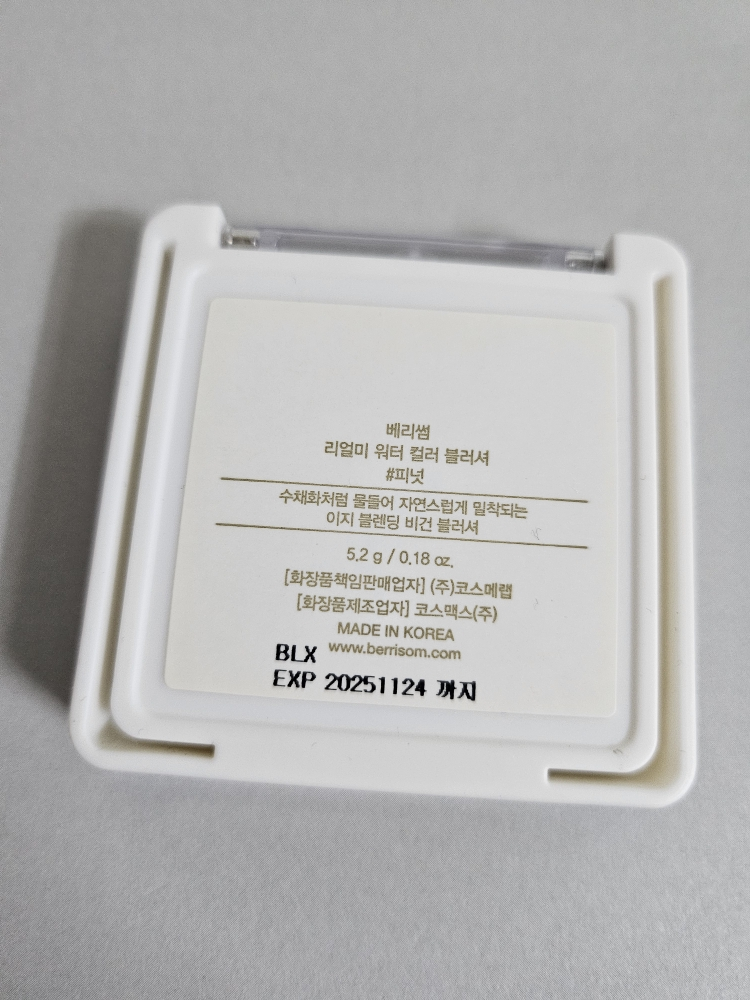 베리썸
리얼미 워터 컬러 블러셔
#피넛
수채화처럼 물들어 자연스럽게 밀착되는
이지 블렌딩 비건 블러셔
5.2 g / 0.18 oz.
[화장품책임판매업자] (주)코스메랩
[화장품제조업자] 코스맥스(주)
MADE IN KOREA
www.berrisom.com
BLX
EXP 20251124 까지